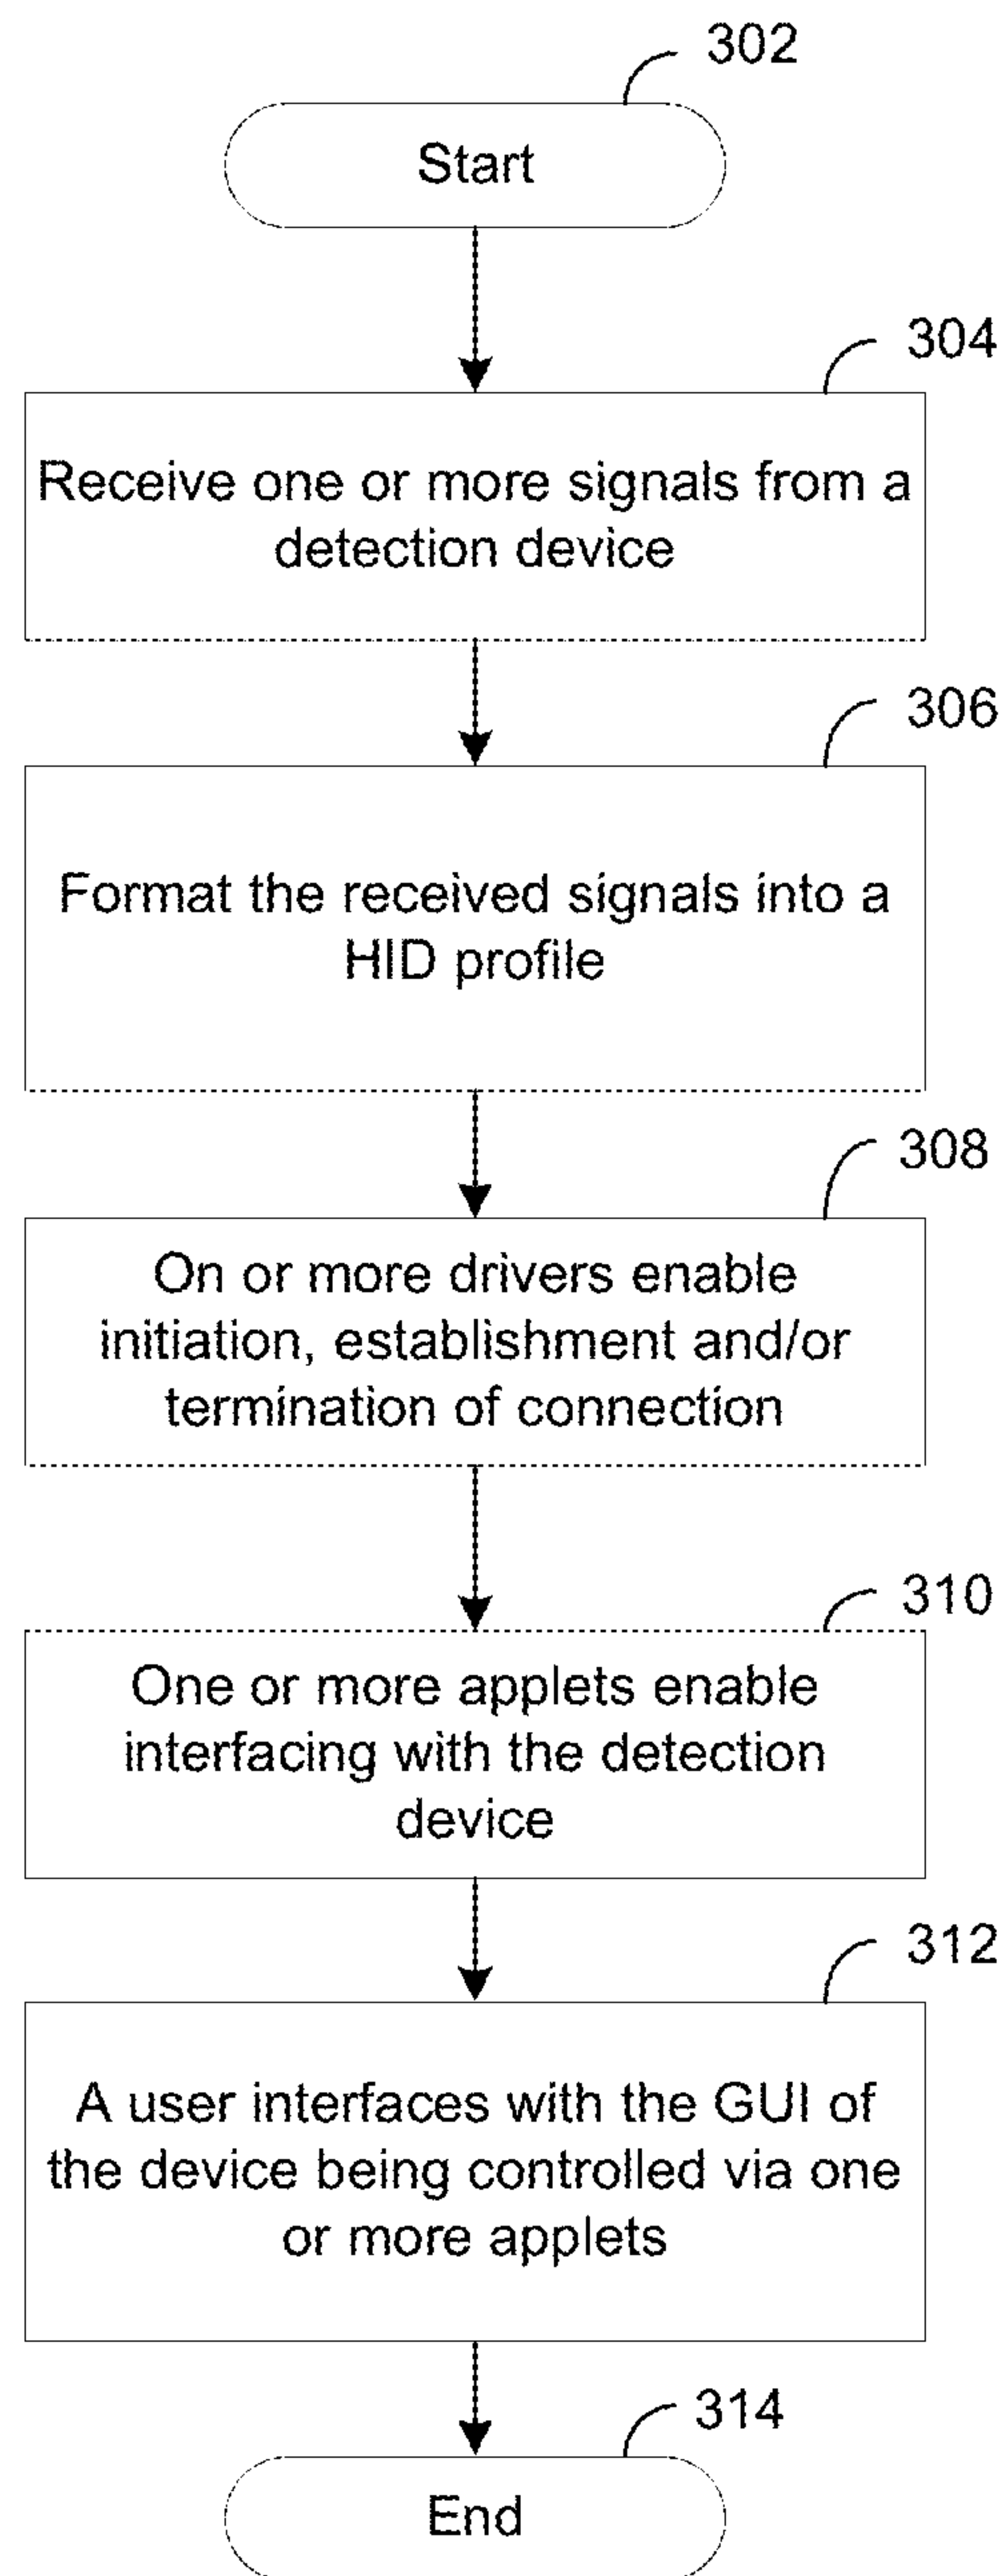 302
Start
304
Receive one or more signals from a
detection device
306
Format the received signals into a
HID profile
308
On or more drivers enable
initiation, establishment and/or
termination of connection
310
One or more applets enable
interfacing with the detection
device
312
A user interfaces with the GUI of
the device being controlled via one
or more applets
314
End